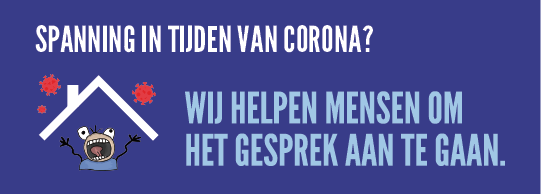 SPANNING IN TIJDEN VAN CORONA?
WIJ HELPEN MENSEN OM
HET GESPREK AAN TE GAAN.